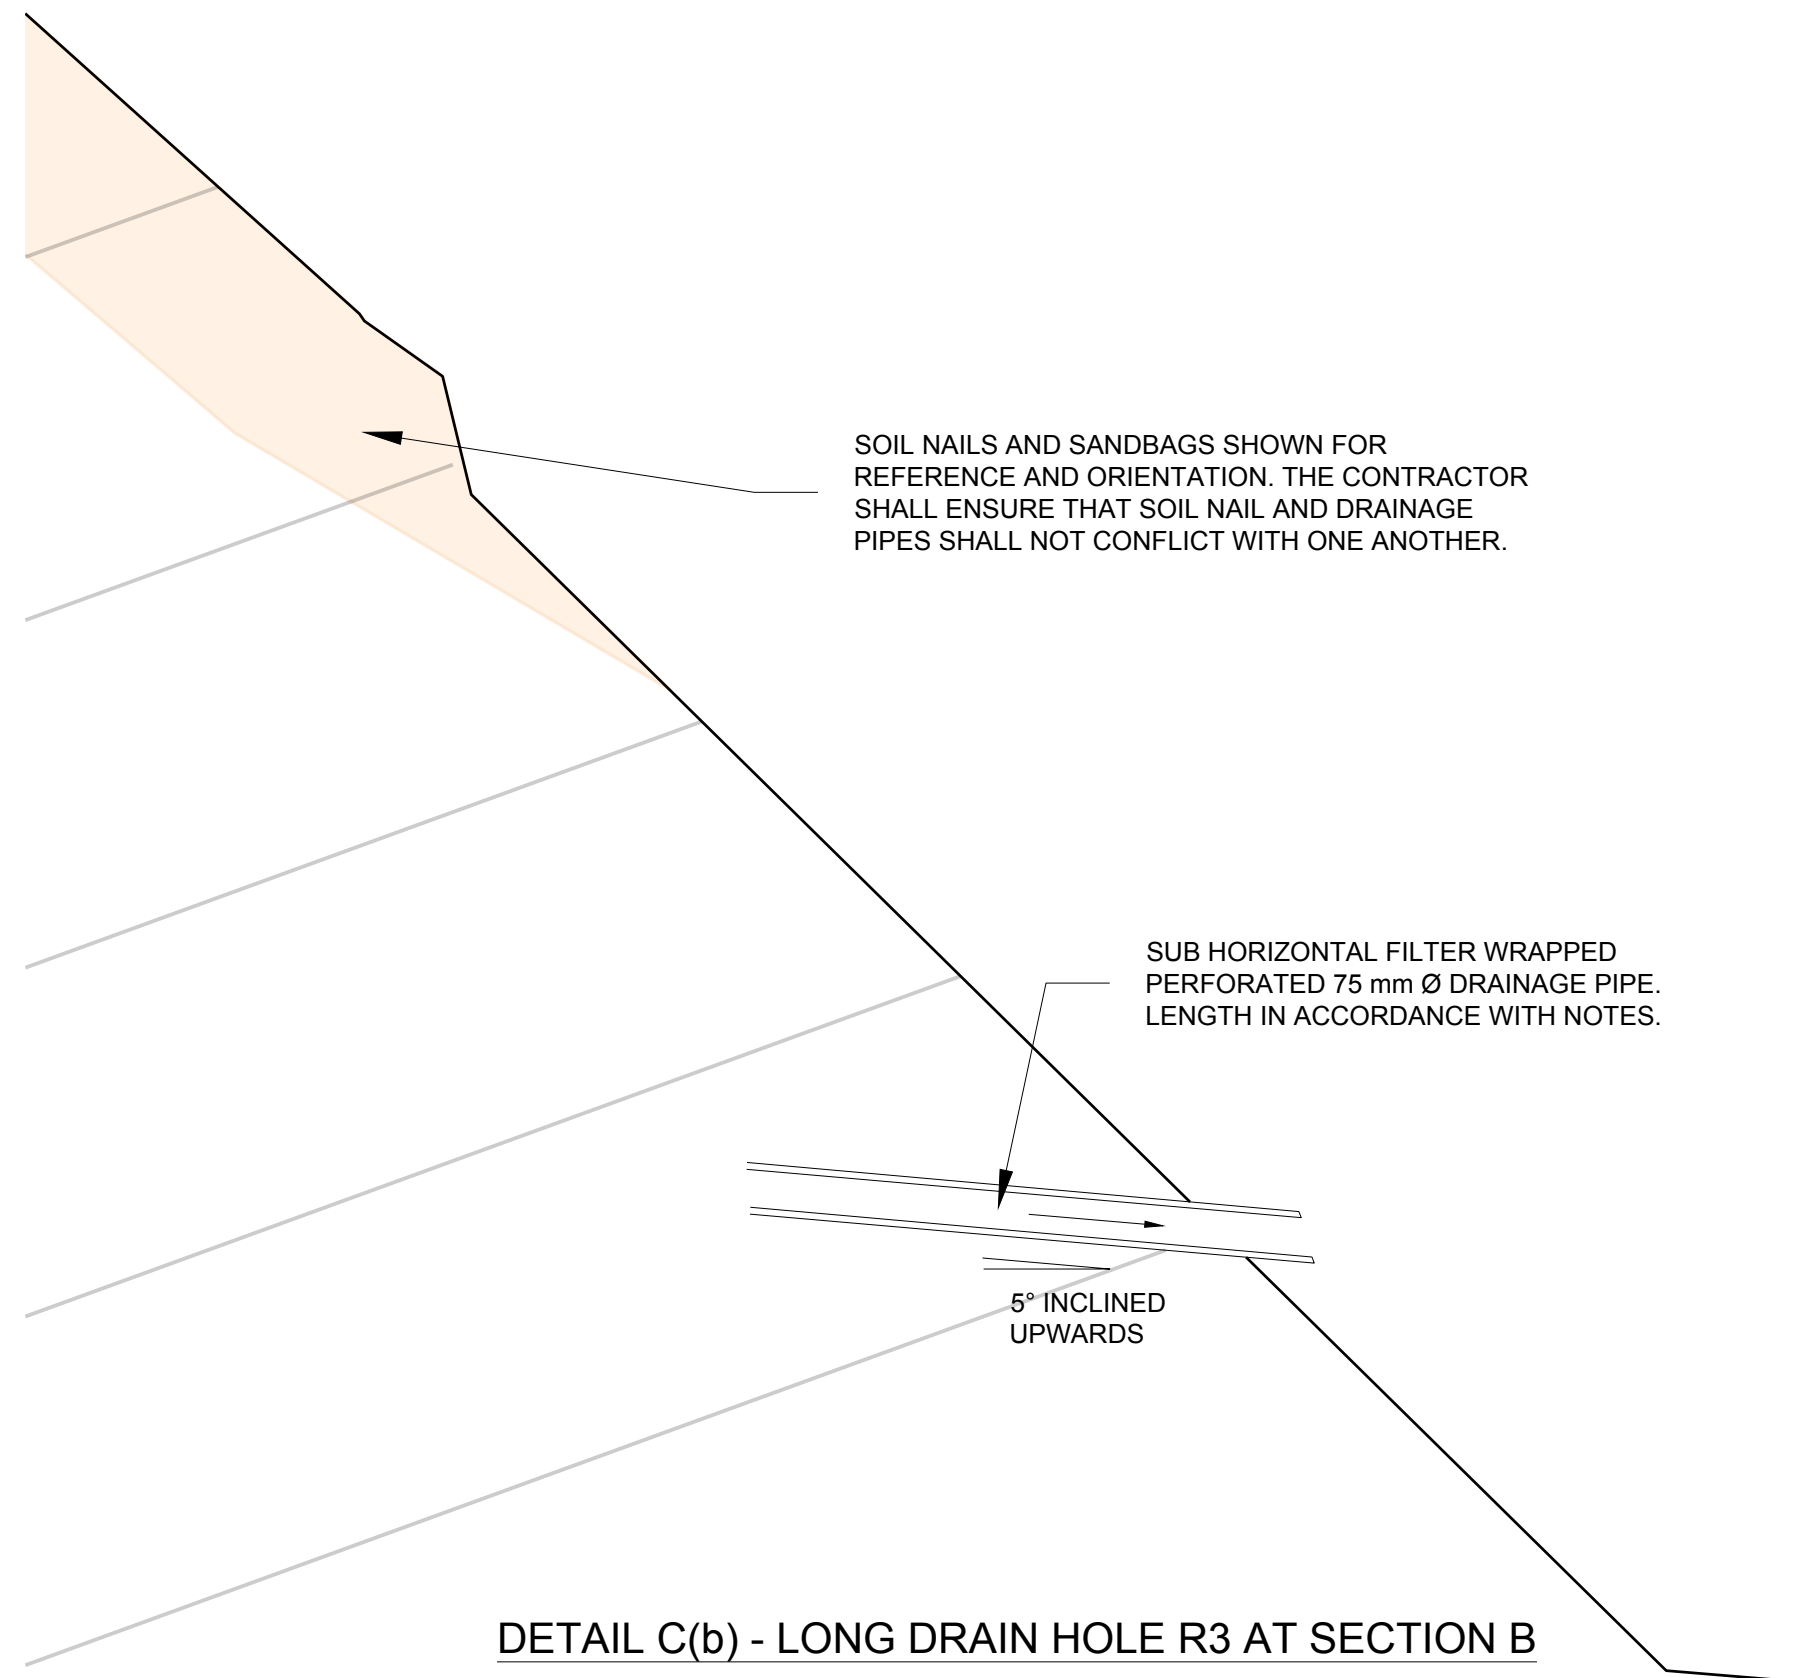 SOIL NAILS AND SANDBAGS SHOWN FOR
REFERENCE AND ORIENTATION. THE CONTRACTOR
SHALL ENSURE THAT SOIL NAIL AND DRAINAGE
PIPES SHALL NOT CONFLICT WITH ONE ANOTHER.
SUB HORIZONTAL FILTER WRAPPED
PERFORATED 75 mm Ø DRAINAGE PIPE.
LENGTH IN ACCORDANCE WITH NOTES.
5° INCLINED
UPWARDS
DETAIL C(b) - LONG DRAIN HOLE R3 AT SECTION B